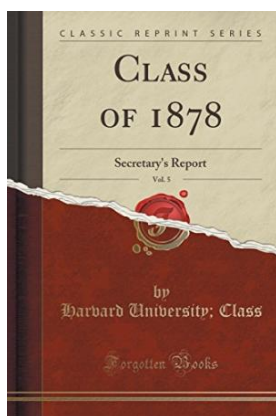 CLASSIC REPRINT SERIES
CLASS
OF 1878
Secretary's Report
Vol. 5
by
Harvard University; Class
Forgotten Books